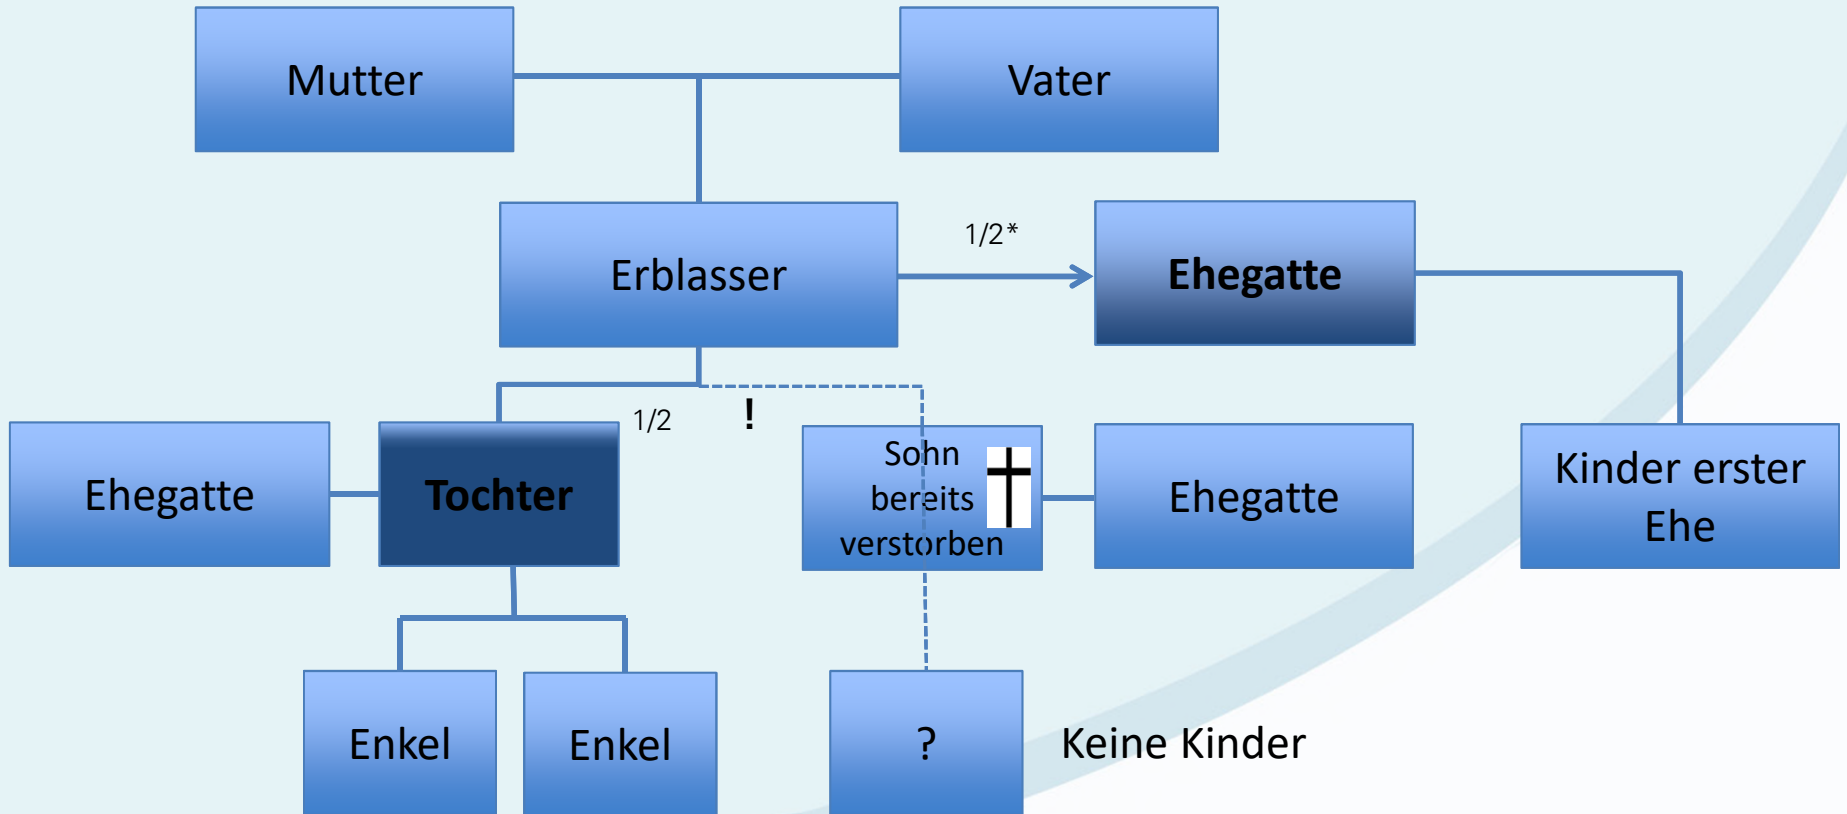 Mutter
Vater
Erblasser
1/2*
Ehegatte
Ehegatte
Tochter
1/2
!
Sohn
bereits
verstorben
Ehegatte
Kinder erster
Ehe
Enkel
Enkel
?
Keine Kinder